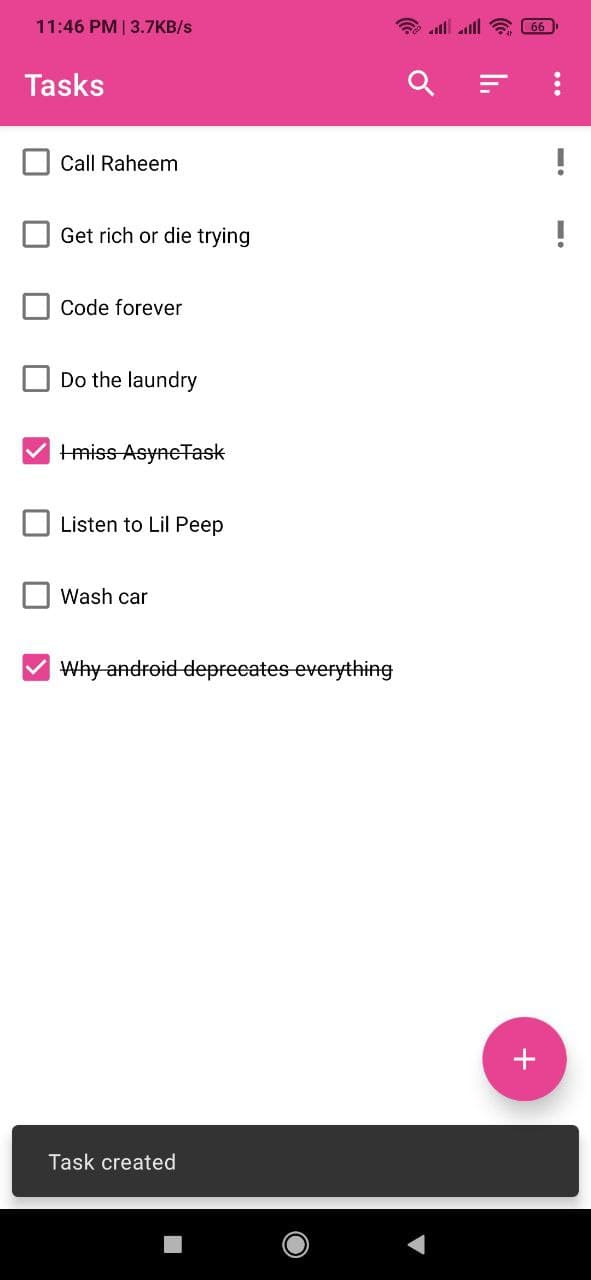 11:46 PM | 3.7KB/s 66
Tasks
Call Raheem
Get rich or die trying
Code forever
Do the laundry
I miss AsyncTask
Listen to Lil Peep
Wash car
Why android deprecates everything
Task created